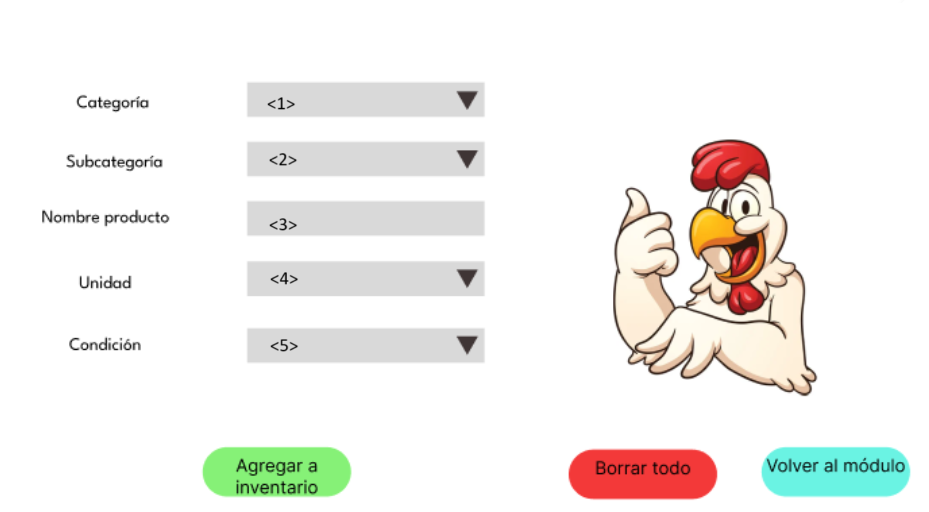 Categoría
<1>
Subcategoría
<2>
Nombre producto
<3>
Unidad
<4>
Condición
<5>
Agregar a
inventario
Borrar todo
Volver al módulo